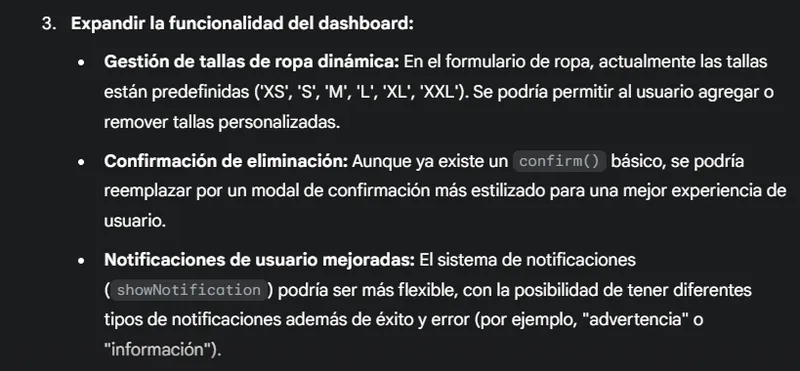 3. Expandir la funcionalidad del dashboard:
• Gestión de tallas de ropa dinámica: En el formulario de ropa, actualmente las tallas
están predefinidas ('XS', 'S', 'M', 'L', 'XL', 'XXL'). Se podría permitir al usuario agregar o
remover tallas personalizadas.
• Confirmación de eliminación: Aunque ya existe un confirm() básico, se podría
reemplazar por un modal de confirmación más estilizado para una mejor experiencia de
usuario.
• Notificaciones de usuario mejoradas: El sistema de notificaciones
(showNotification) podría ser más flexible, con la posibilidad de tener diferentes
tipos de notificaciones además de éxito y error (por ejemplo, "advertencia" o
"información").